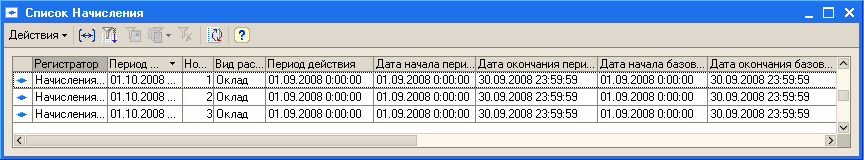 Список Начисления
Действия
Регистратор Период ... Но... Вид рас... Период действия Дата начала пери... Дата окончания пери... Дата начала базов... Дата окончания базов...
Начисления... 01.10.2008 ... 1 Оклад 01.09.2008 0:00:00 01.09.2008 0:00:00 30.09.2008 23:59:59 01.09.2008 0:00:00 30.09.2008 23:59:59
Начисления... 01.10.2008 ... 2 Оклад 01.09.2008 0:00:00 01.09.2008 0:00:00 30.09.2008 23:59:59 01.09.2008 0:00:00 30.09.2008 23:59:59
Начисления... 01.10.2008 ... 3 Оклад 01.09.2008 0:00:00 01.09.2008 0:00:00 30.09.2008 23:59:59 01.09.2008 0:00:00 30.09.2008 23:59:59